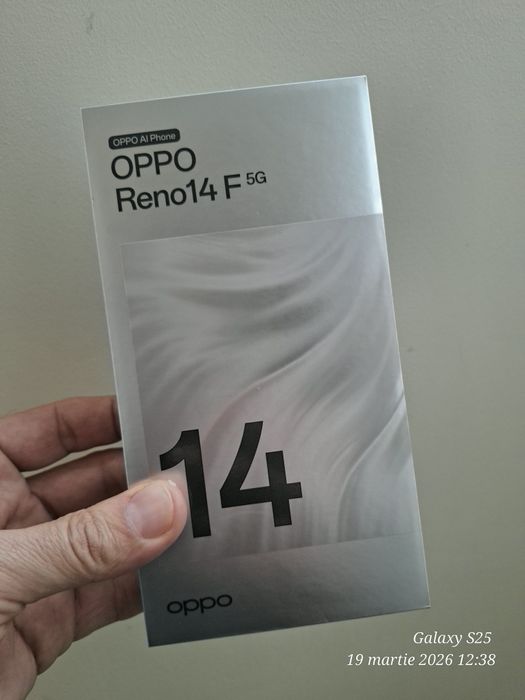 OPPO AI Phone
OPPO
Reno14 F 5G
14
oppo
Galaxy S25
19 martie 2026 12:38